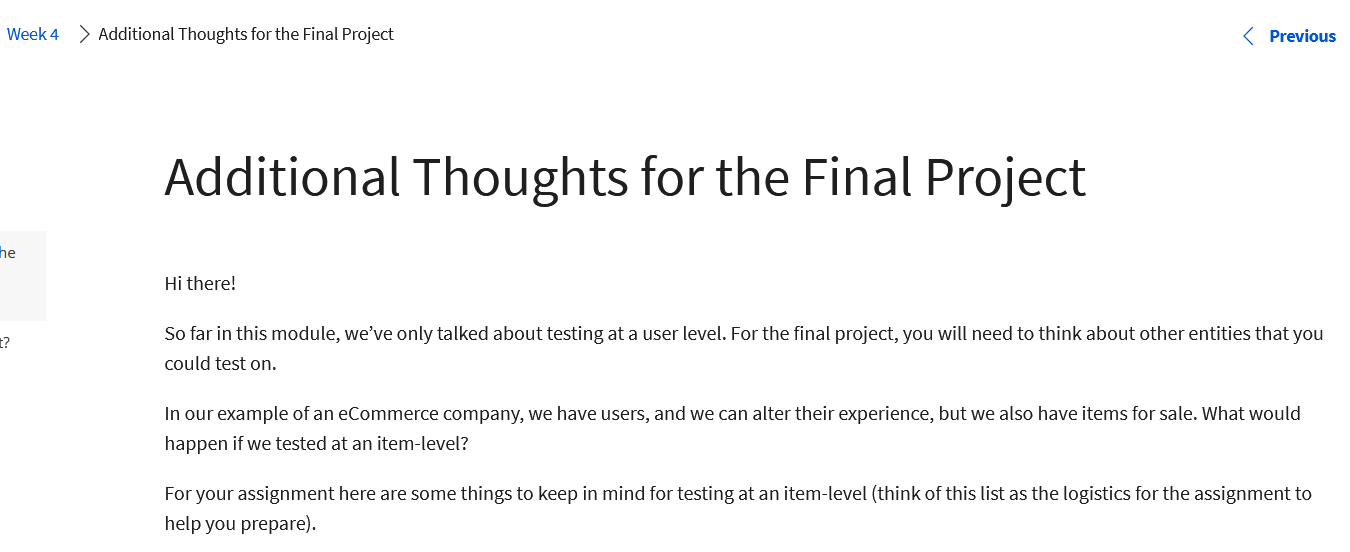 Week 4 Additional Thoughts for the Final Project
Previous
Additional Thoughts for the Final Project
he
t?
Hi there!
So far in this module, we’ve only talked about testing at a user level. For the final project, you will need to think about other entities that you
could test on.
In our example of an eCommerce company, we have users, and we can alter their experience, but we also have items for sale. What would
happen if we tested at an item-level?
For your assignment here are some things to keep in mind for testing at an item-level (think of this list as the logistics for the assignment to
help you prepare).